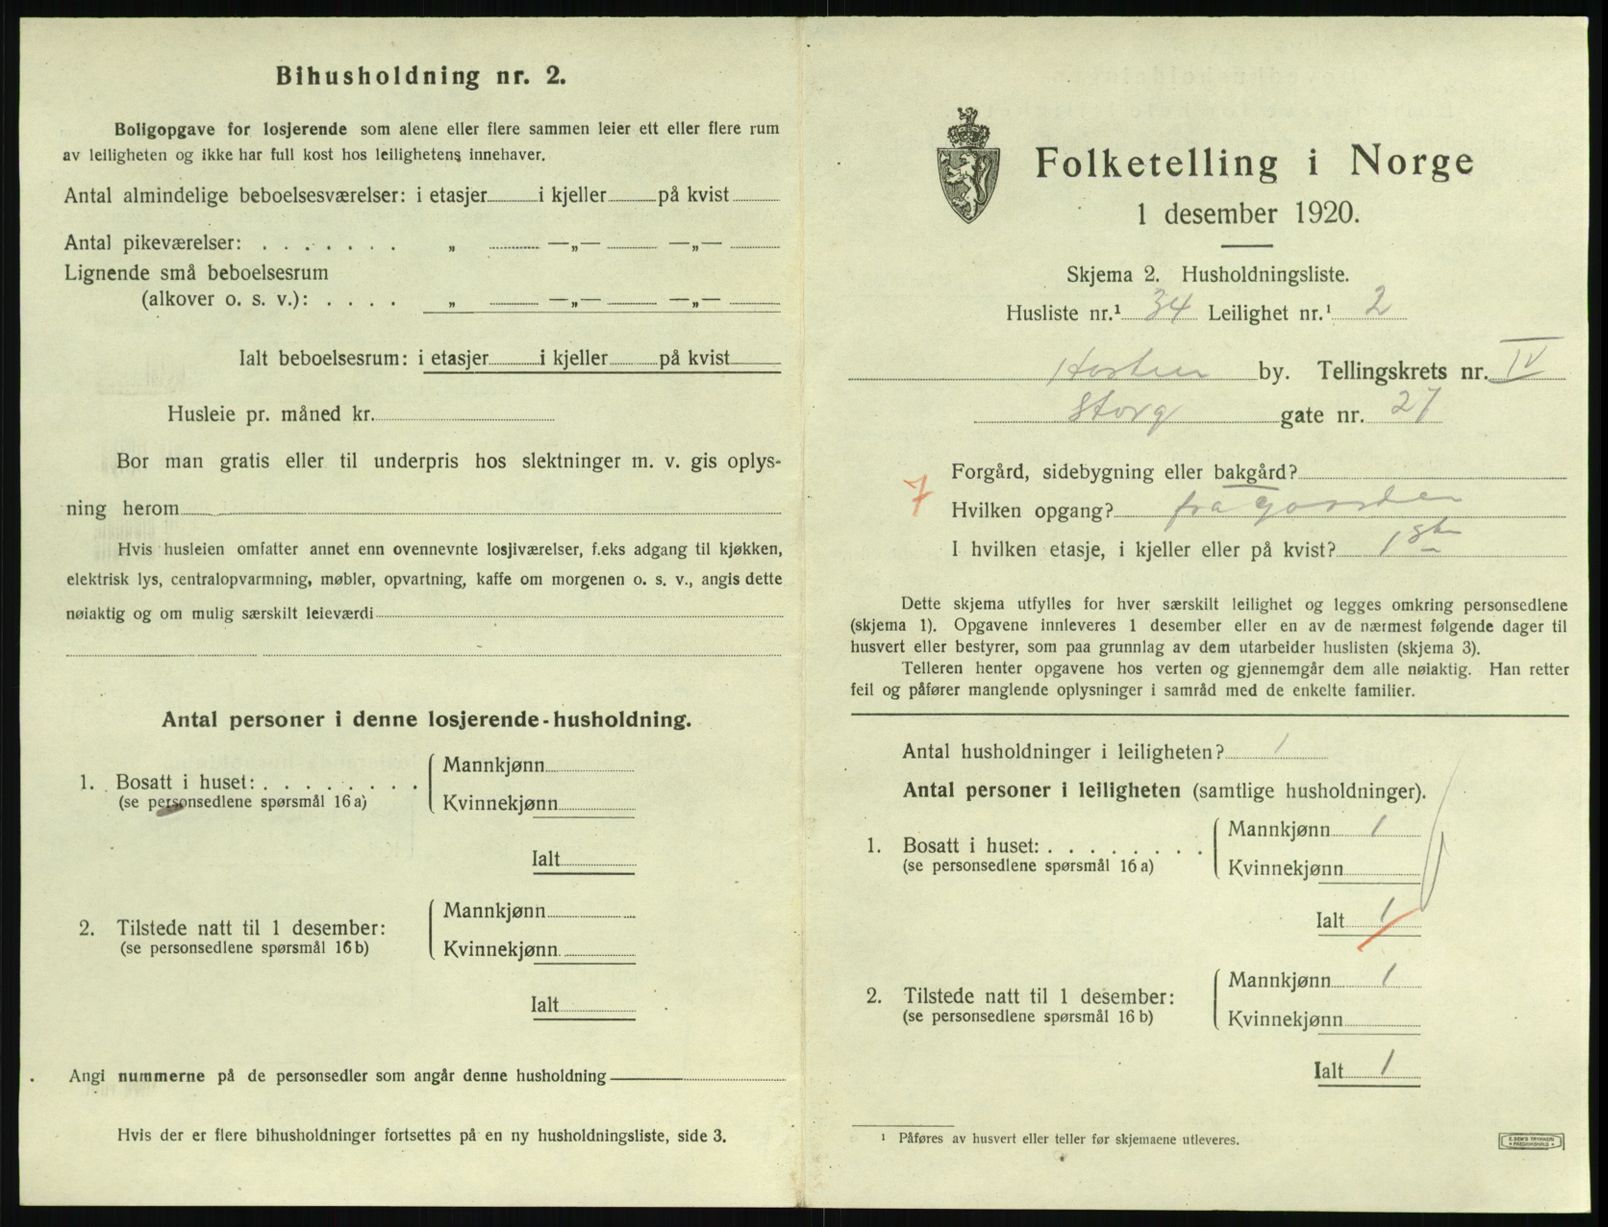 Bihusholdning nr. 2.
Boligopgave for losjerende som alene eller flere sammen leier ett eller flere rum
av leiligheten og ikke har full kost hos leilighetens innehaver.
Antal almindelige beboelsesværelser: i etasjer i kjeller på kvist
Antal pikeværelser: . . . . . . . „ —„— —„—
Lignende små beboelsesrum
(alkover o. s. v.): . . . . „ —„— —„—
Ialt beboelsesrum: i etasjer i kjeller på kvist
Husleie pr. måned kr.
Bor man gratis eller til underpris hos slektninger m. v. gis oplys-
ning herom
Hvis husleien omfatter annet enn ovennevnte losjiværelser, f.eks adgang til kjøkken,
elektrisk lys, centralopvarmning, møbler, opvartning, kaffe om morgenen o. s. v., angis dette
nøiaktig og om mulig særskilt leieværdi
Antal personer i denne losjerende-husholdning.
1. Bosatt i huset: . . . . . . . .
(se personsedlene spørsmål 16 a)
Mannkjønn
Kvinnekjønn
Ialt
2. Tilstede natt til 1 desember:
(se personsedlene spørsmål 16 b)
Mannkjønn
Kvinnekjønn
Ialt
Angi nummerne på de personsedler som angår denne husholdning
Hvis der er flere bihusholdninger fortsettes på en ny husholdningsliste, side 3.
Folketelling i Norge
1 desember 1920.
Skjema 2. Husholdningsliste.
Husliste nr.¹ 34 Leilighet nr.¹ 2
Horten by. Tellingskrets nr. IV
Storg gate nr. 27
Forgård, sidebygning eller bakgård?
7
Hvilken opgang? fra gaarden
I hvilken etasje, i kjeller eller på kvist? 1ste
Dette skjema utfylles for hver særskilt leilighet og legges omkring personsedlene
(skjema 1). Opgavene innleveres 1 desember eller en av de nærmest følgende dager til
husvert eller bestyrer, som paa grunnlag av dem utarbeider huslisten (skjema 3).
Telleren henter opgavene hos verten og gjennemgår dem alle nøiaktig. Han retter
feil og påfører manglende oplysninger i samråd med de enkelte familier.
Antal husholdninger i leiligheten? 1
Antal personer i leiligheten (samtlige husholdninger).
1. Bosatt i huset: . . . . . . . .
(se personsedlene spørsmål 16 a)
Mannkjønn 1
Kvinnekjønn
Ialt 1
2. Tilstede natt til 1 desember:
(se personsedlene spørsmål 16 b)
Mannkjønn 1
Kvinnekjønn
Ialt 1
¹ Påføres av husvert eller teller før skjemaene utleveres.